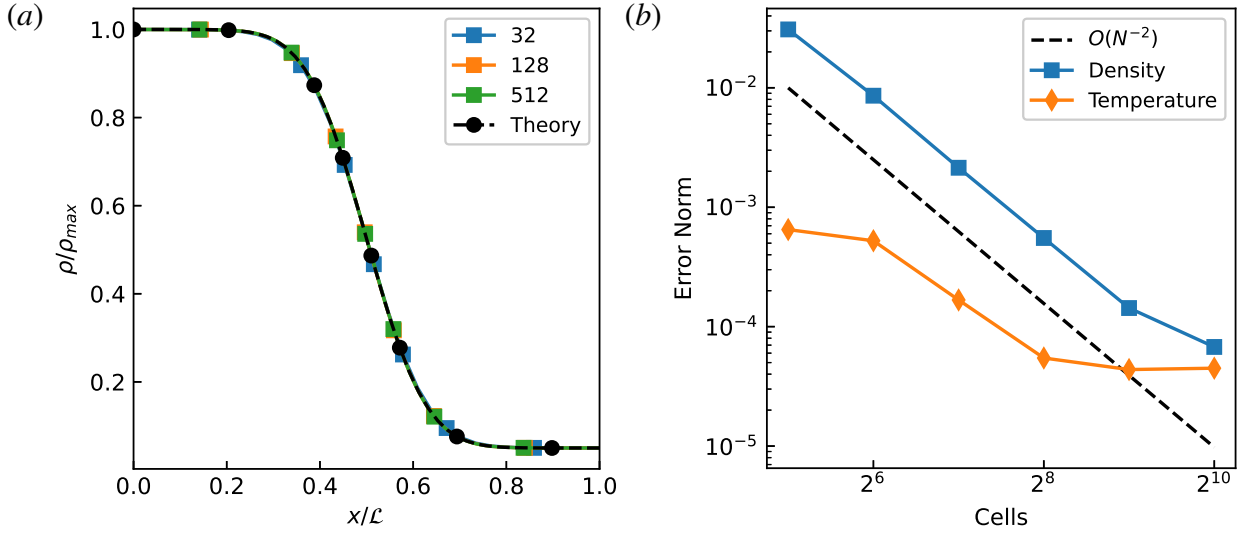 (a)
1.0
0.8
0.6
0.4
0.2
ρ/ρ_max
0.0 0.2 0.4 0.6 0.8 1.0
x/ℒ
32
128
512
Theory
(b)
10⁻²
10⁻³
10⁻⁴
10⁻⁵
Error Norm
2⁶ 2⁸ 2¹⁰
Cells
O(N⁻²)
Density
Temperature